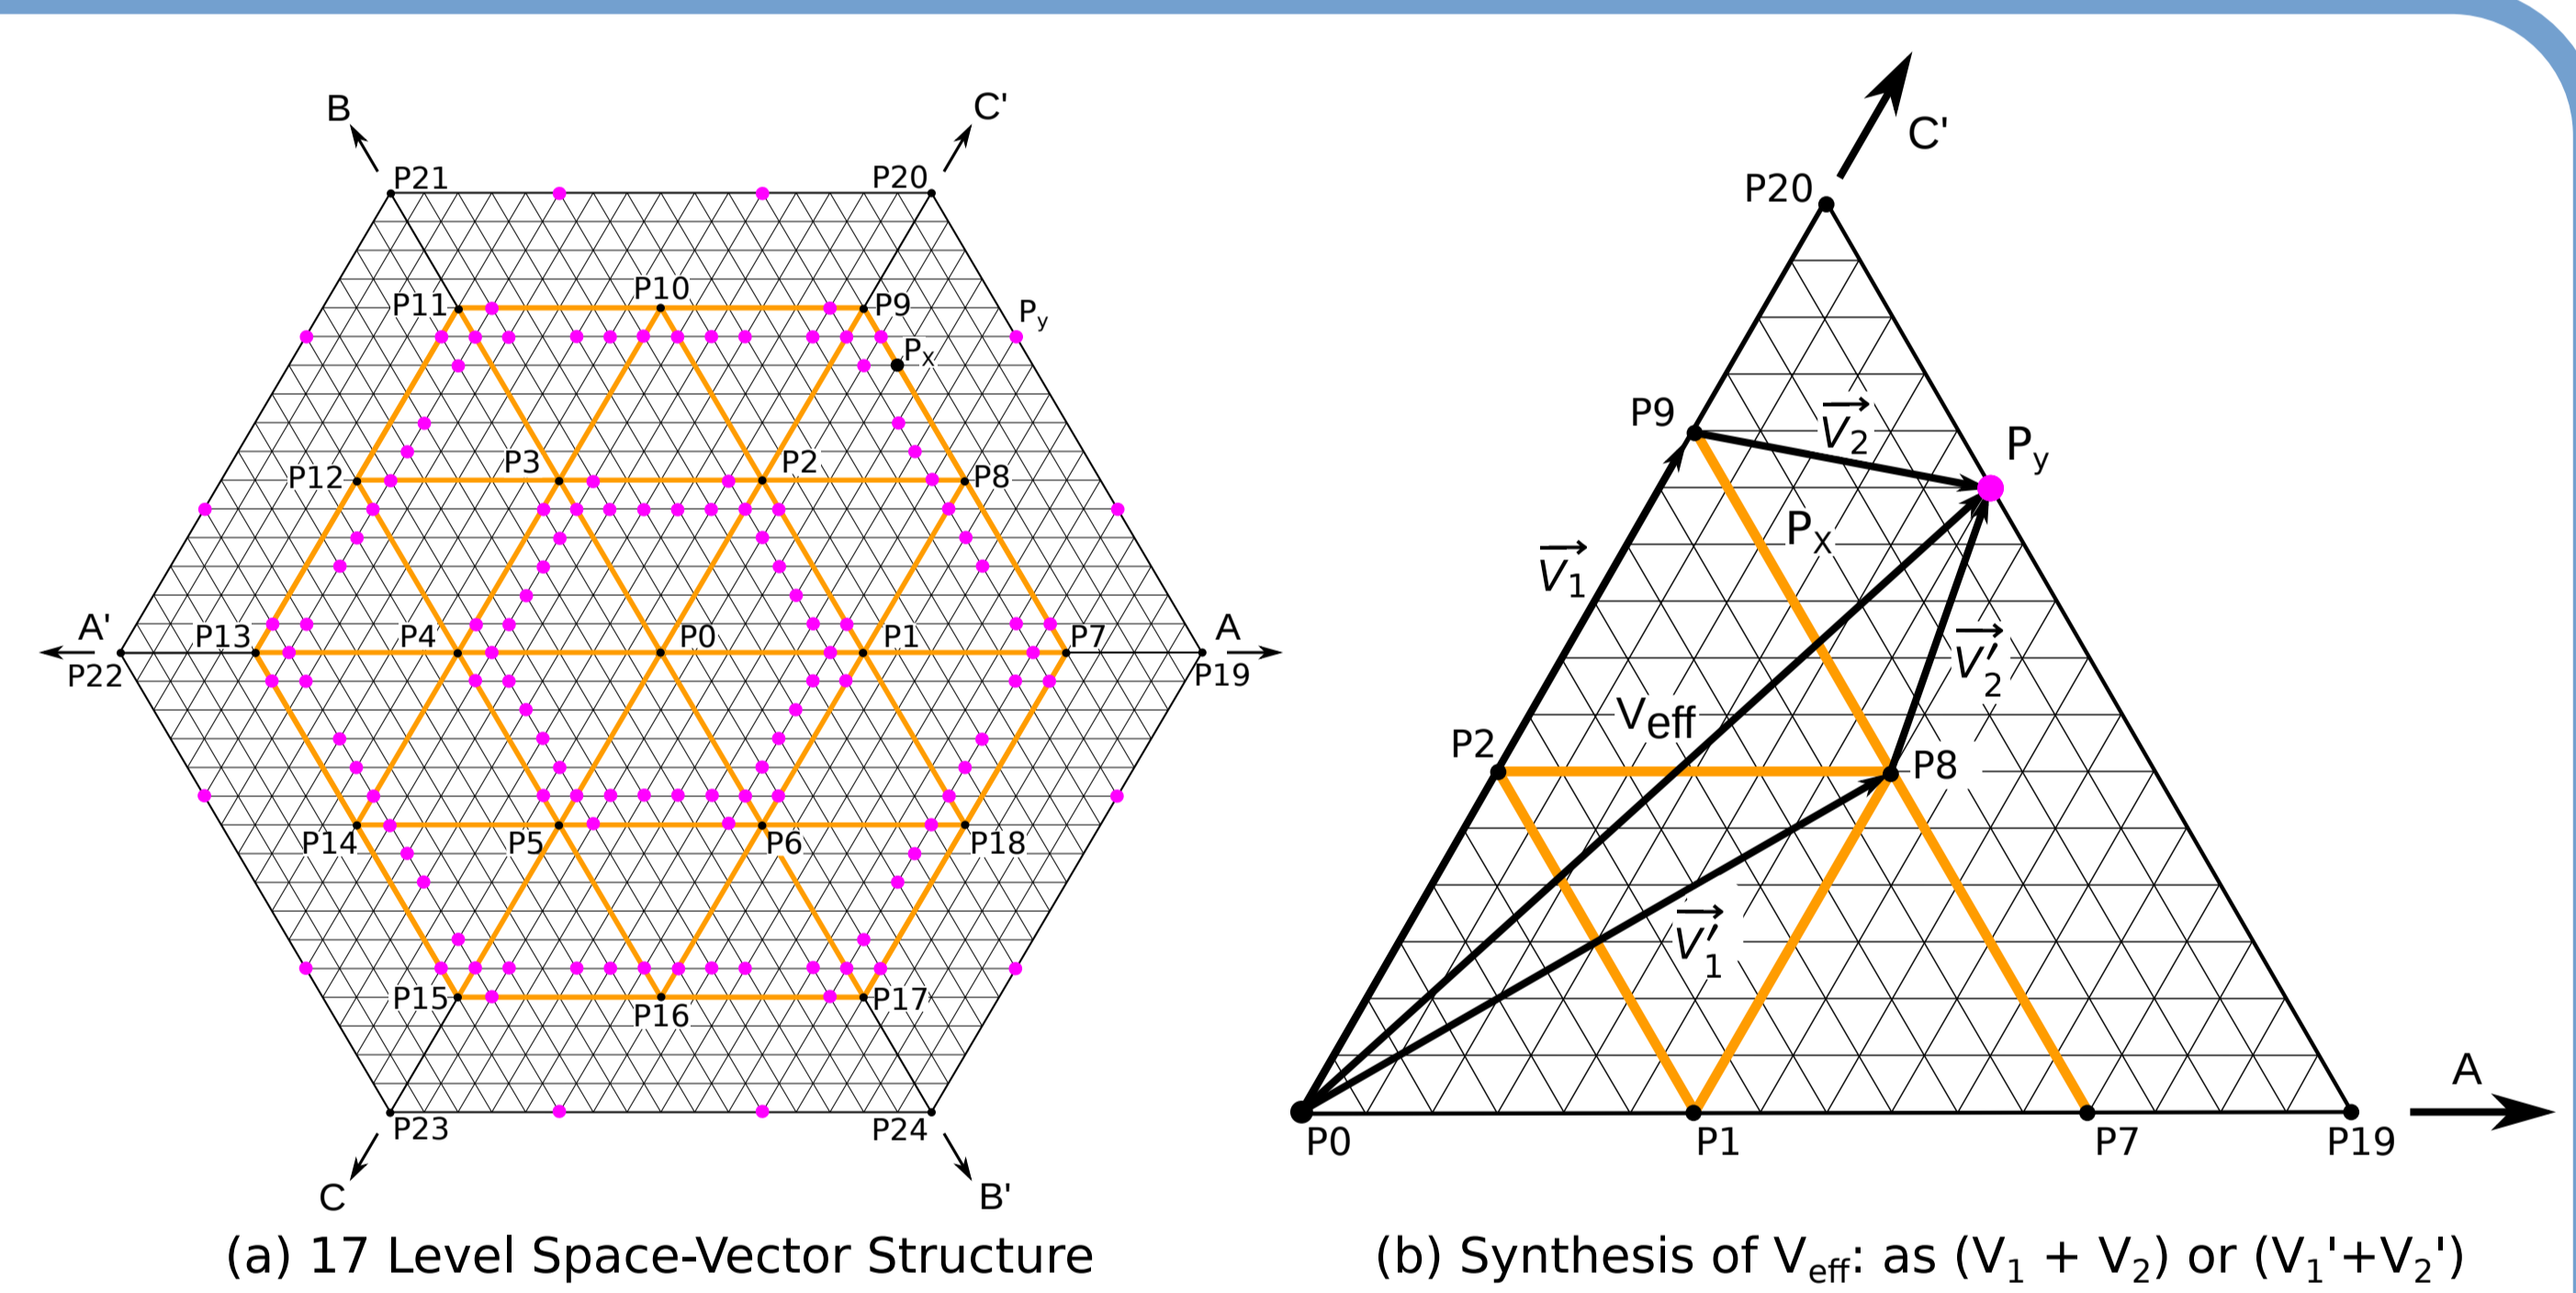 B
C'
P21
P20
P11
P10
P9
Py
Px
P12
P3
P2
P8
A'
P13
P4
P0
P1
P7
A
P22
P19
P14
P5
P6
P18
P15
P16
P17
P23
P24
C
B'
(a) 17 Level Space-Vector Structure
C'
P20
P9
V2
Py
Px
V1
V2'
Veff
P2
P8
V1'
A
P0
P1
P7
P19
(b) Synthesis of Veff: as (V1 + V2) or (V1'+V2')